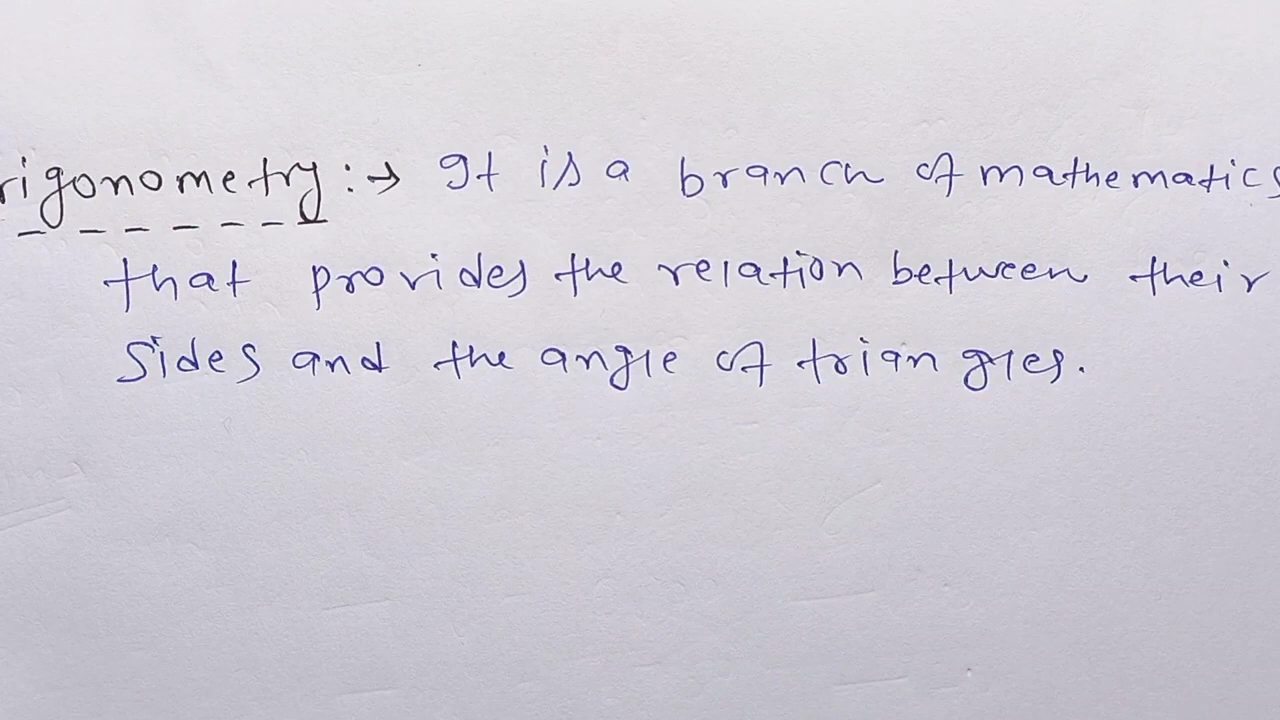 rigonometry :→ It is a branch of mathematics
that provides the relation between their
sides and the angle of triangles.